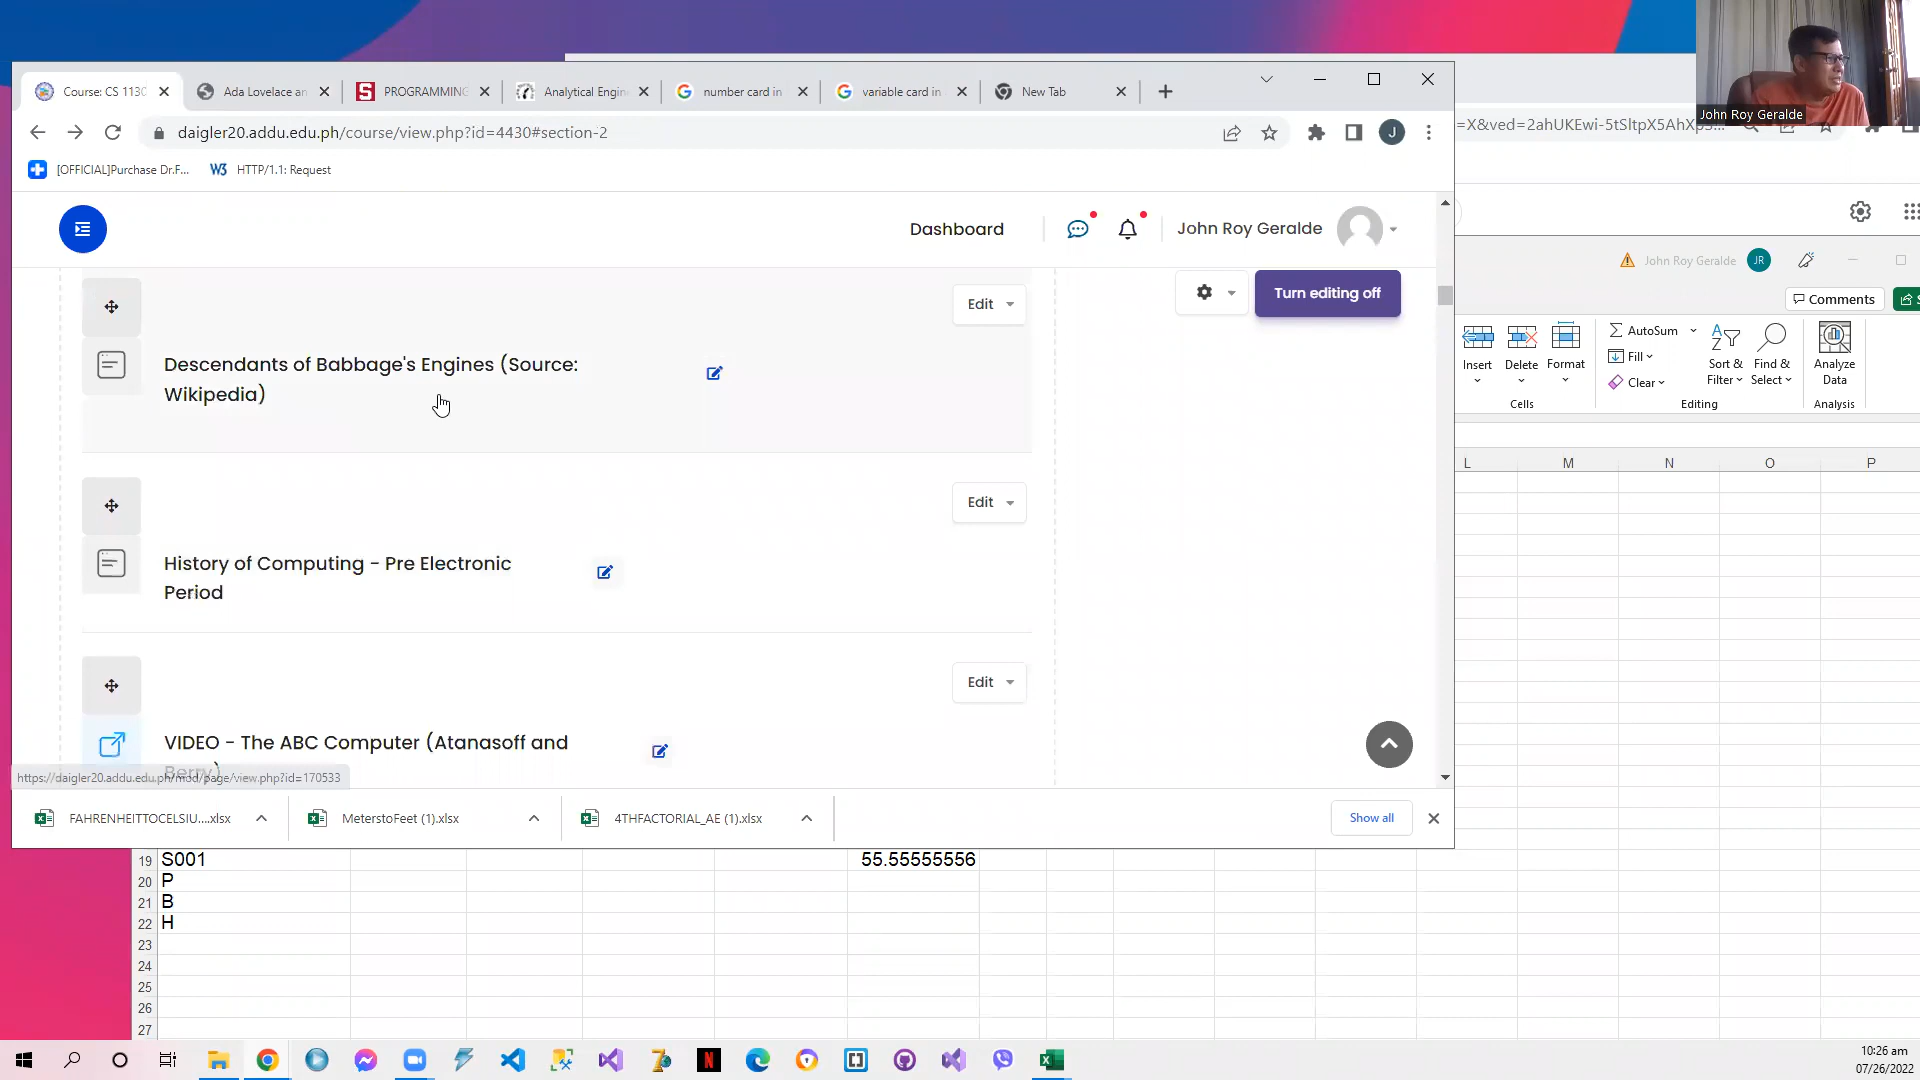 Course: CS 113
Ada Lovelace an
PROGRAMMING
Analytical Engin
number card in
variable card in
New Tab
daigler20.addu.edu.ph/course/view.php?id=4430#section-2
[OFFICIAL]Purchase Dr.F...
W3 HTTP/1.1: Request
John Roy Geralde
Dashboard
John Roy Geralde
John Roy Geralde JR
Comments
Edit
Turn editing off
Descendants of Babbage's Engines (Source:
Wikipedia)
Insert
Delete
Format
AutoSum
Fill
Clear
Sort &
Filter
Find &
Select
Analyze
Data
Cells
Editing
Analysis
L M N O P
Edit
History of Computing - Pre Electronic
Period
Edit
VIDEO - The ABC Computer (Atanasoff and
Berry)
https://daigler20.addu.edu.ph/mod/page/view.php?id=170533
FAHRENHEITTOCELSIU....xlsx
MeterstoFeet (1).xlsx
4THFACTORIAL_AE (1).xlsx
Show all
19 S001 55.55555556
20 P
21 B
22 H
23
24
25
26
27
10:26 am
07/26/2022